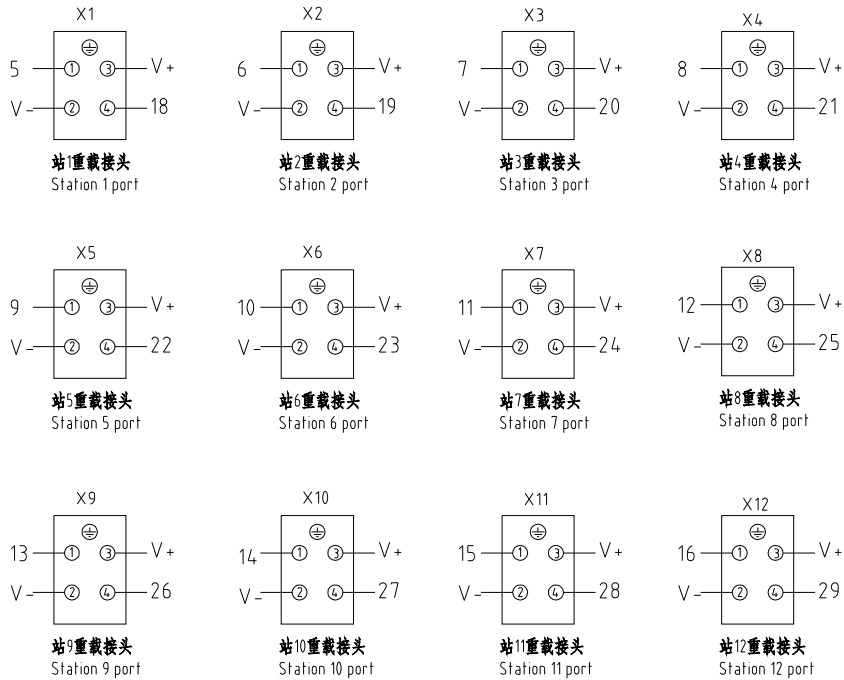 X1 X2 X3 X4
5 ① ③ V+ 6 ① ③ V+ 7 ① ③ V+ 8 ① ③ V+
V- ② ④ 18 V- ② ④ 19 V- ② ④ 20 V- ② ④ 21
站1重载接头 站2重载接头 站3重载接头 站4重载接头
Station 1 port Station 2 port Station 3 port Station 4 port
X5 X6 X7 X8
9 ① ③ V+ 10 ① ③ V+ 11 ① ③ V+ 12 ① ③ V+
V- ② ④ 22 V- ② ④ 23 V- ② ④ 24 V- ② ④ 25
站5重载接头 站6重载接头 站7重载接头 站8重载接头
Station 5 port Station 6 port Station 7 port Station 8 port
X9 X10 X11 X12
13 ① ③ V+ 14 ① ③ V+ 15 ① ③ V+ 16 ① ③ V+
V- ② ④ 26 V- ② ④ 27 V- ② ④ 28 V- ② ④ 29
站9重载接头 站10重载接头 站11重载接头 站12重载接头
Station 9 port Station 10 port Station 11 port Station 12 port